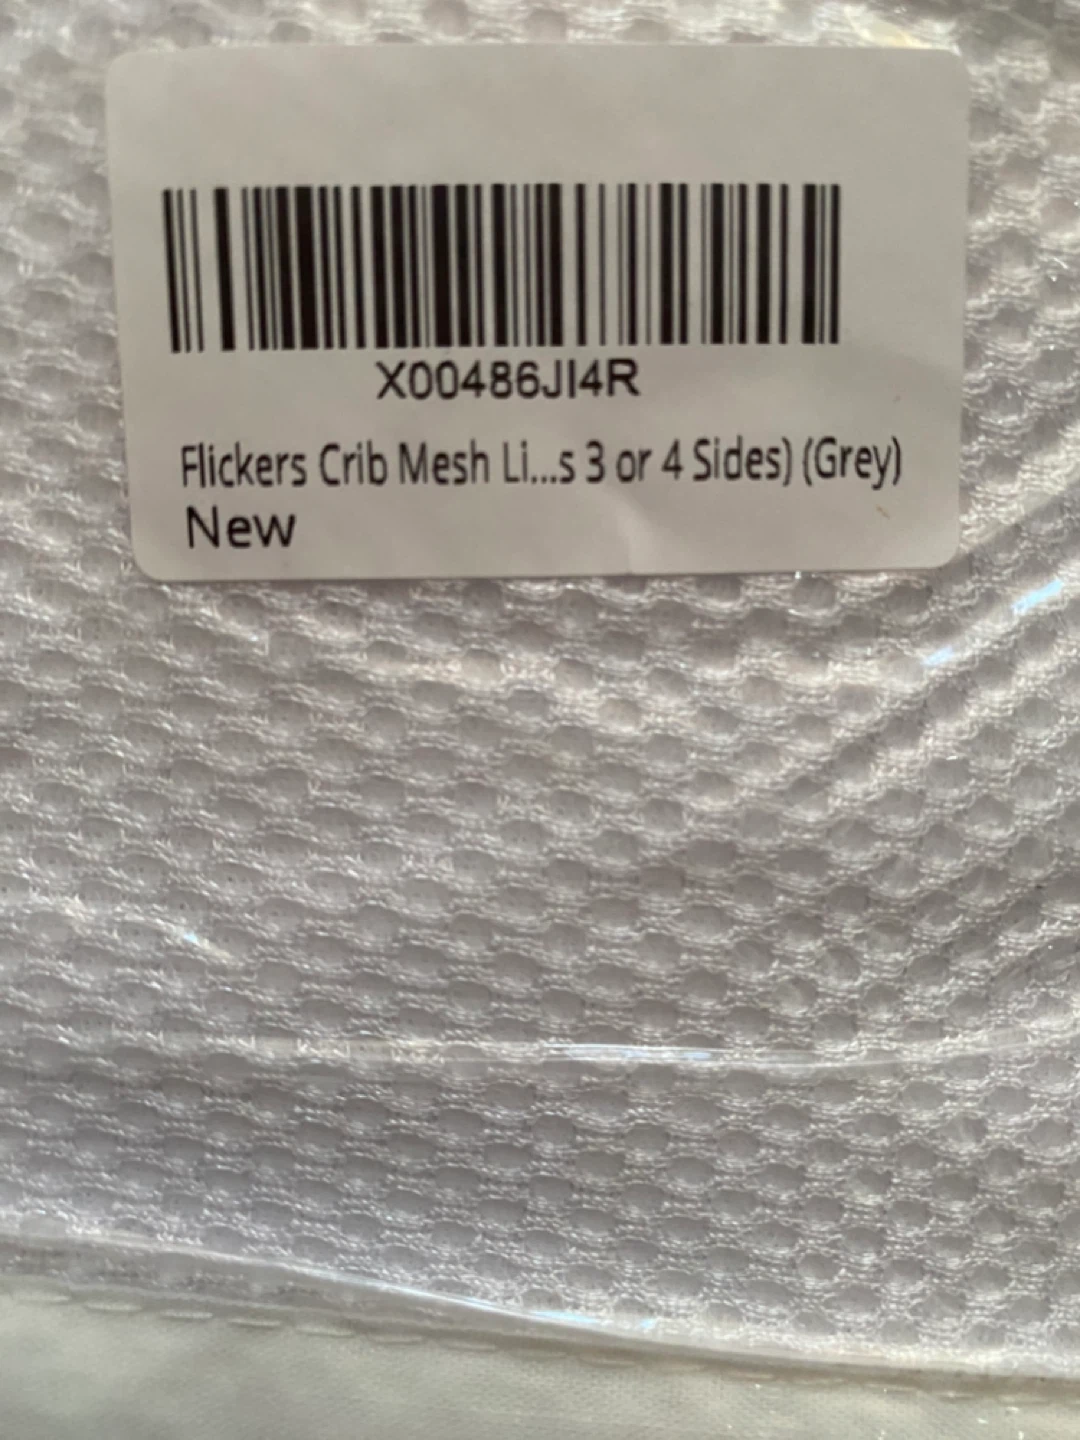 X00486JI4R
Flickers Crib Mesh Li...s 3 or 4 Sides) (Grey)
New